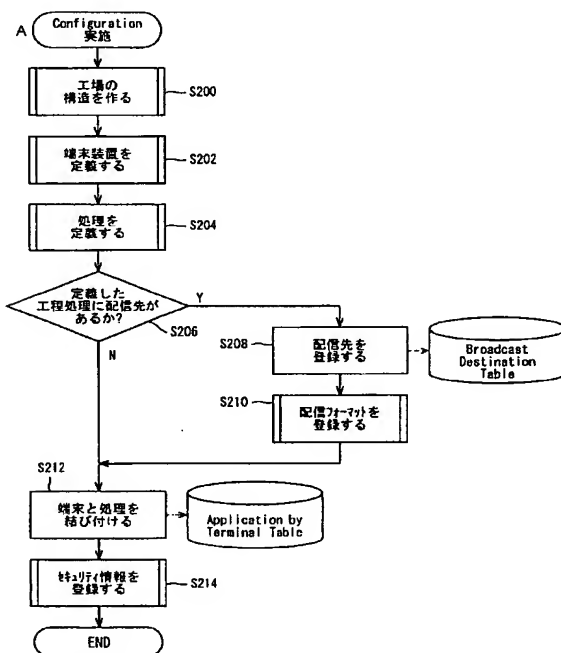 A
Configuration
実施
工場の
構造を作る
S200
端末装置を
定義する
S202
処理を
定義する
S204
定義した
工程処理に配信先が
あるか?
S206
Y
N
S208
配信先を
登録する
Broadcast
Destination
Table
S210
配信フォーマットを
登録する
S212
端末と処理を
結び付ける
Application by
Terminal Table
セキュリティ情報を
登録する
S214
END